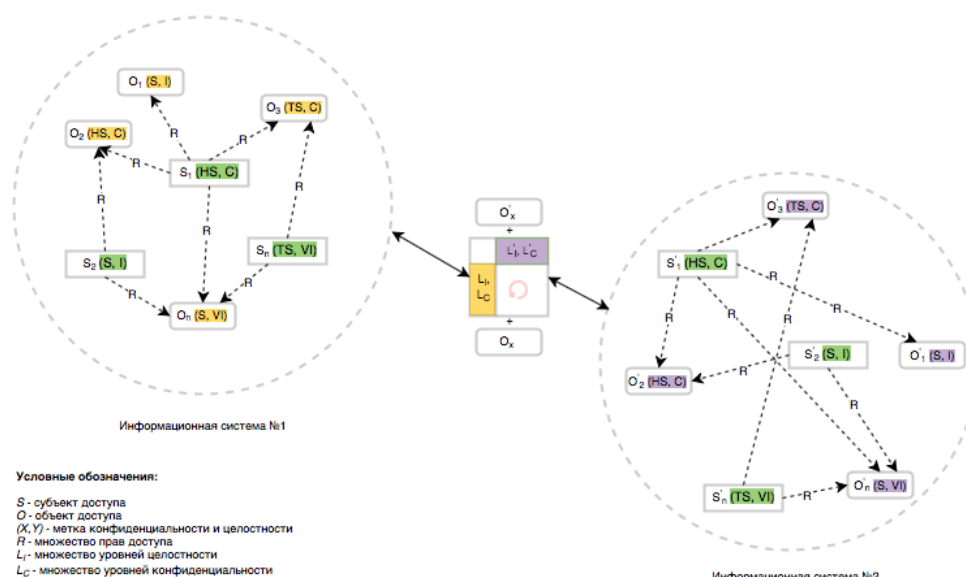 O₁ (S, I)
O₃ (TS, C)
O₂ (HS, C)
R
R
R
R
R
R
R
R
S₁ (HS, C)
S₂ (S, I)
Sₙ (TS, VI)
Oₙ (S, VI)
Информационная система №1
O'ₓ
+
L'ᵢ, L'C
Lᵢ,
LC
+
Oₓ
O'₃ (TS, C)
S'₁ (HS, C)
R
R
R
R
R
S'₂ (S, I)
O'₁ (S, I)
O'₂ (HS, C)
R
R
R
S'ₙ (TS, VI)
O'ₙ (S, VI)
Условные обозначения:
S - субъект доступа
O - объект доступа
(X,Y) - метка конфиденциальности и целостности
R - множество прав доступа
Lᵢ - множество уровней целостности
LC - множество уровней конфиденциальности